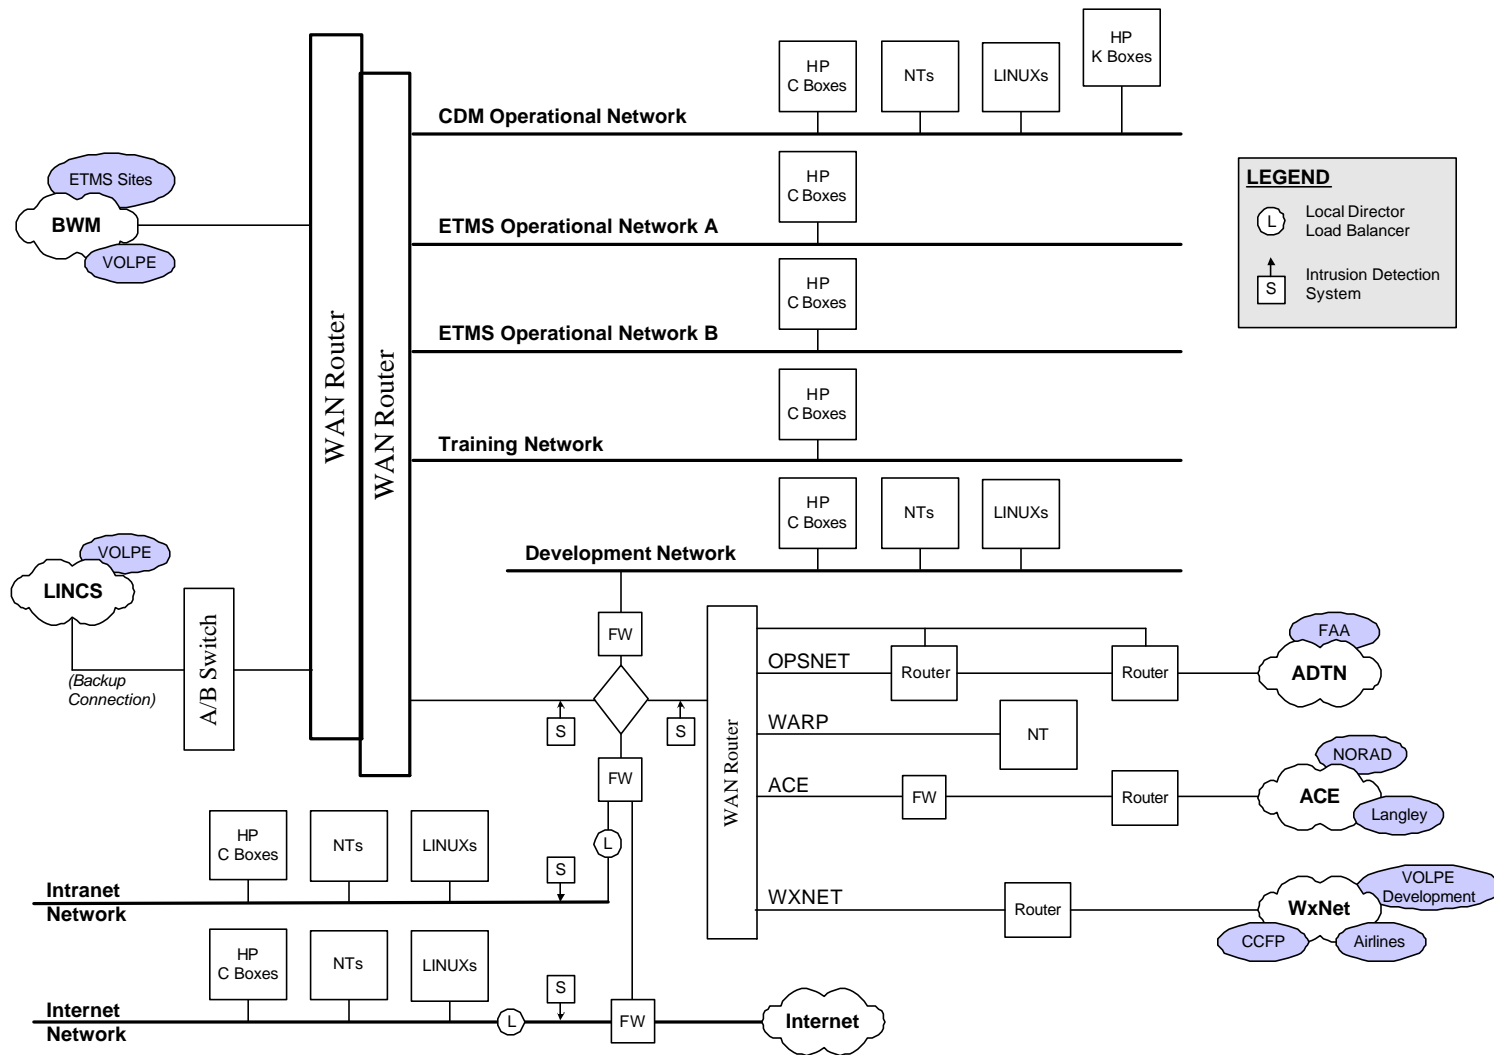 HP
K Boxes
HP
C Boxes
NTs
LINUXs
CDM Operational Network
ETMS Sites
BWM
VOLPE
HP
C Boxes
ETMS Operational Network A
LEGEND
L
Local Director
Load Balancer
S
Intrusion Detection
System
HP
C Boxes
ETMS Operational Network B
WAN Router
WAN Router
HP
C Boxes
Training Network
HP
C Boxes
NTs
LINUXs
Development Network
VOLPE
LINCS
(Backup
Connection)
A/B Switch
FW
S
S
FW
WAN Router
OPSNET
Router
Router
FAA
ADTN
WARP
NT
ACE
FW
Router
NORAD
ACE
Langley
WXNET
Router
VOLPE
Development
WxNet
CCFP
Airlines
HP
C Boxes
NTs
LINUXs
L
S
Intranet
Network
HP
C Boxes
NTs
LINUXs
S
Internet
Network
L
FW
Internet